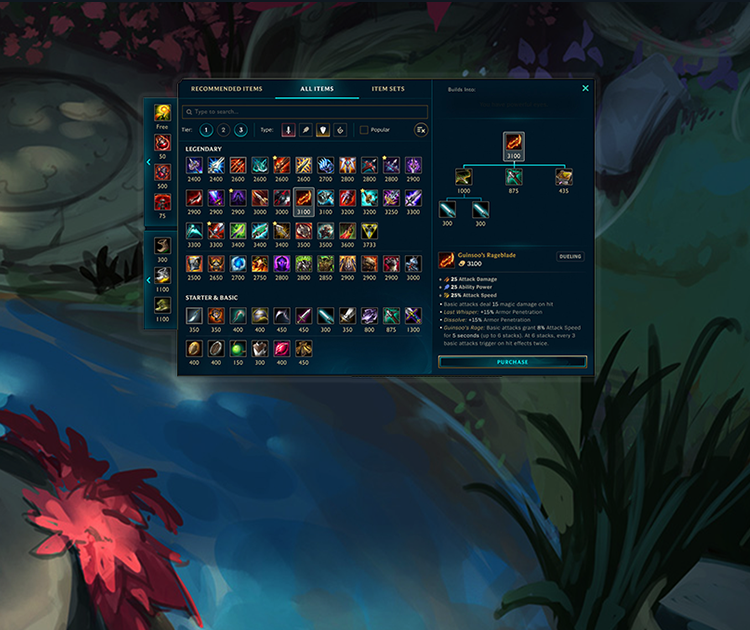 RECOMMENDED ITEMS
ALL ITEMS
ITEM SETS
Type to search...
Tier: 1 2 3 Type: Popular
LEGENDARY
2400 2400 2600 2600 2600 2600 2700 2800 2800 2800 2900
2900 2900 2900 3000 3000 3100 3100 3200 3200 3250 3300
3300 3300 3400 3400 3400 3500 3500 3600 3733
2500 2650 2700 2750 2800 2800 2850 2900 2900 2900 3000
STARTER & BASIC
350 350 400 400 450 450 300 350 800 875 1300
400 400 150 300 400 450
Free
50
500
75
300
1100
1100
Builds Into:
3100
1000 875 435
300 300
Guinsoo's Rageblade
3100
DUELING
+ 25 Attack Damage
+ 25 Ability Power
+ 25% Attack Speed
• Basic attacks deal 15 magic damage on hit
• Last Whisper: +15% Armor Penetration
• Dissolve: +15% Armor Penetration
• Guinsoo's Rage: Basic attacks grant 8% Attack Speed
for 5 seconds (up to 6 stacks). At 6 stacks, every 3
basic attacks trigger on hit effects twice.
PURCHASE